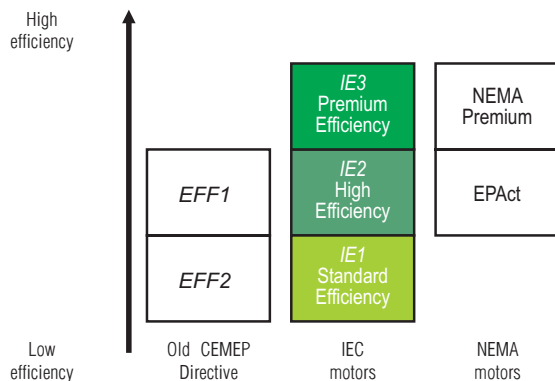 High
efficiency
IE3
Premium
Efficiency
NEMA
Premium
EFF1
IE2
High
Efficiency
EPAct
EFF2
IE1
Standard
Efficiency
Low
efficiency
Old CEMEP
Directive
IEC
motors
NEMA
motors